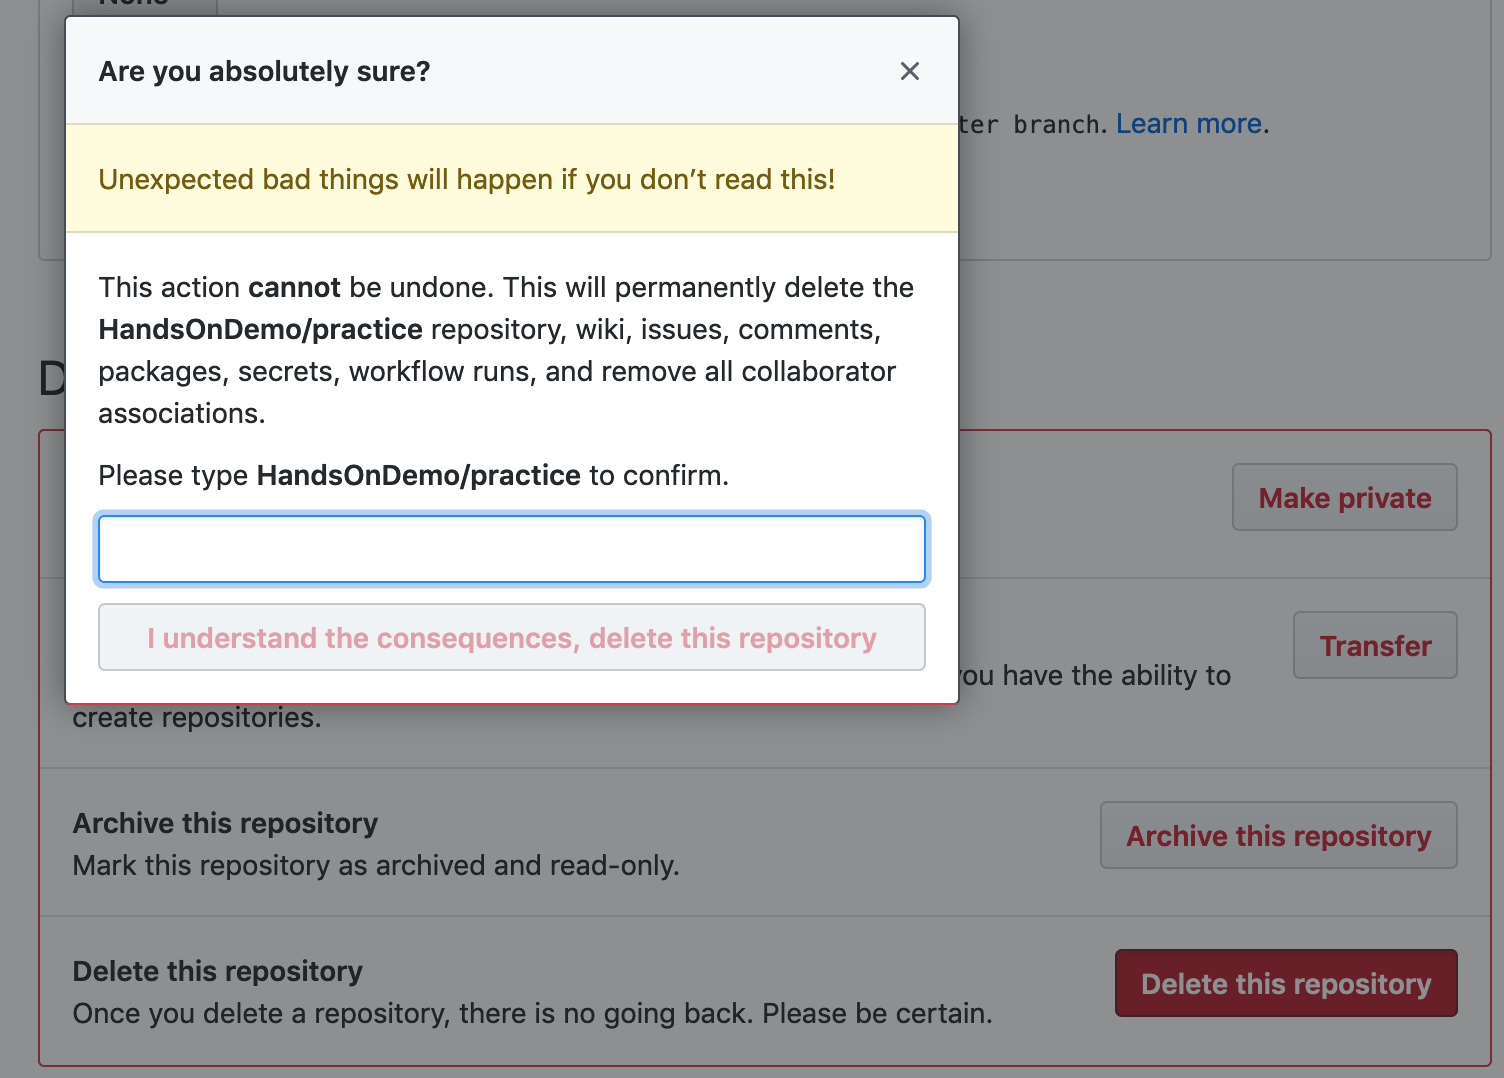 Are you absolutely sure?
ter branch. Learn more.
Unexpected bad things will happen if you don’t read this!
This action cannot be undone. This will permanently delete the
HandsOnDemo/practice repository, wiki, issues, comments,
packages, secrets, workflow runs, and remove all collaborator
associations.
Please type HandsOnDemo/practice to confirm.
Make private
I understand the consequences, delete this repository
Transfer
you have the ability to
create repositories.
Archive this repository
Mark this repository as archived and read-only.
Archive this repository
Delete this repository
Once you delete a repository, there is no going back. Please be certain.
Delete this repository